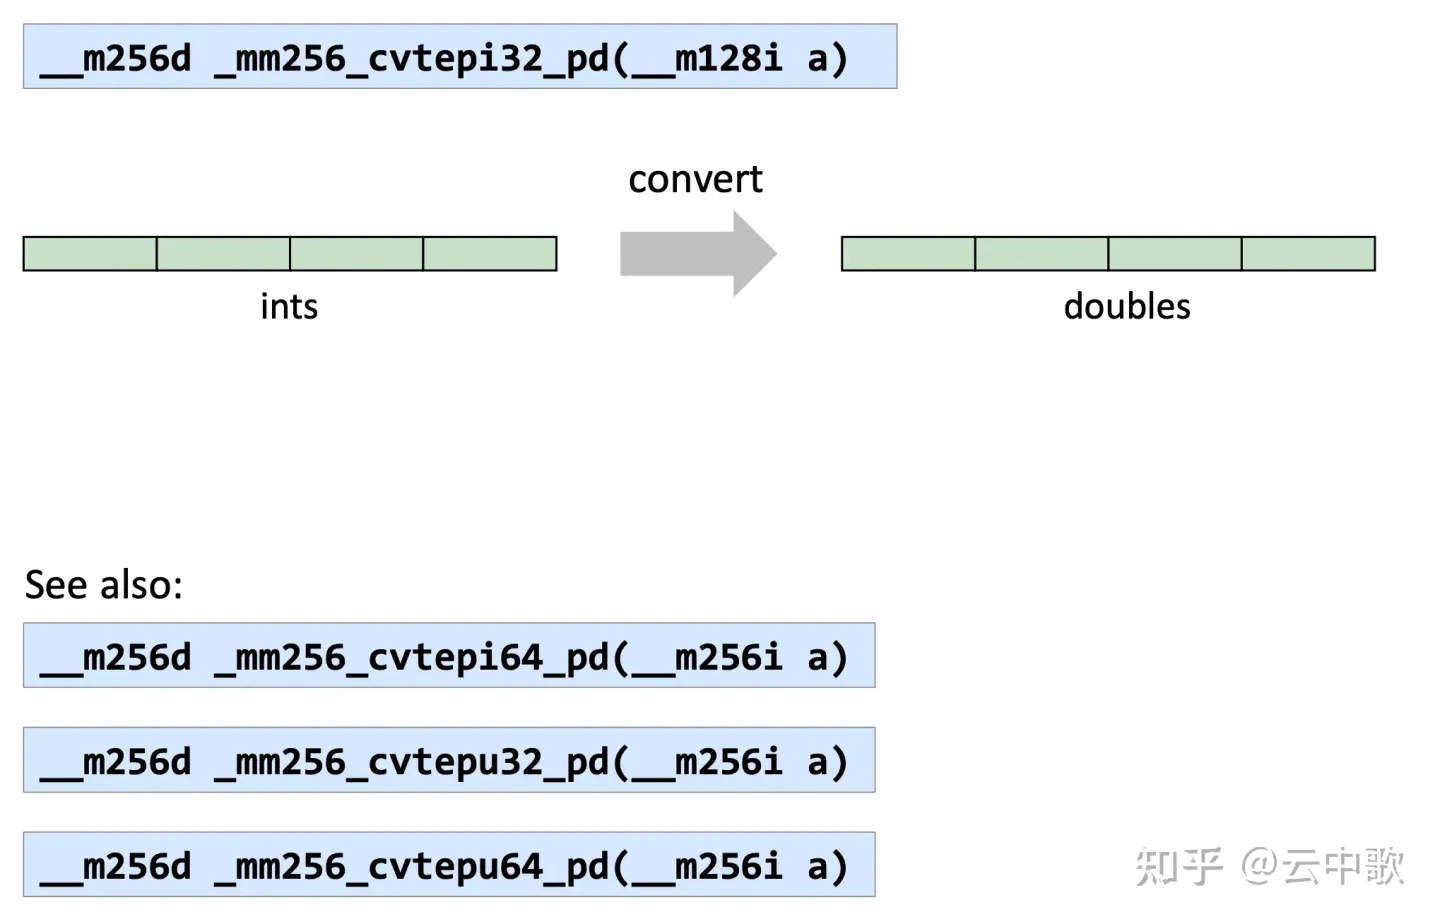 __m256d _mm256_cvtepi32_pd(__m128i a)
convert
ints
doubles
See also:
__m256d _mm256_cvtepi64_pd(__m256i a)
__m256d _mm256_cvtepu32_pd(__m256i a)
__m256d _mm256_cvtepu64_pd(__m256i a)
知乎 @云中歌